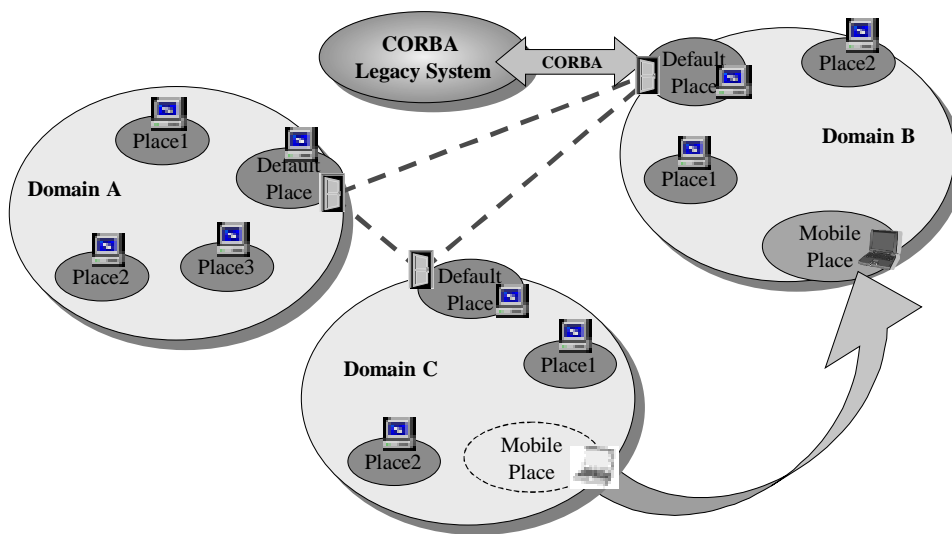 CORBA
Legacy System
CORBA
Default
Place
Place2
Domain B
Place1
Mobile
Place
Place1
Default
Place
Domain A
Place2
Place3
Default
Place
Domain C
Place1
Place2
Mobile
Place